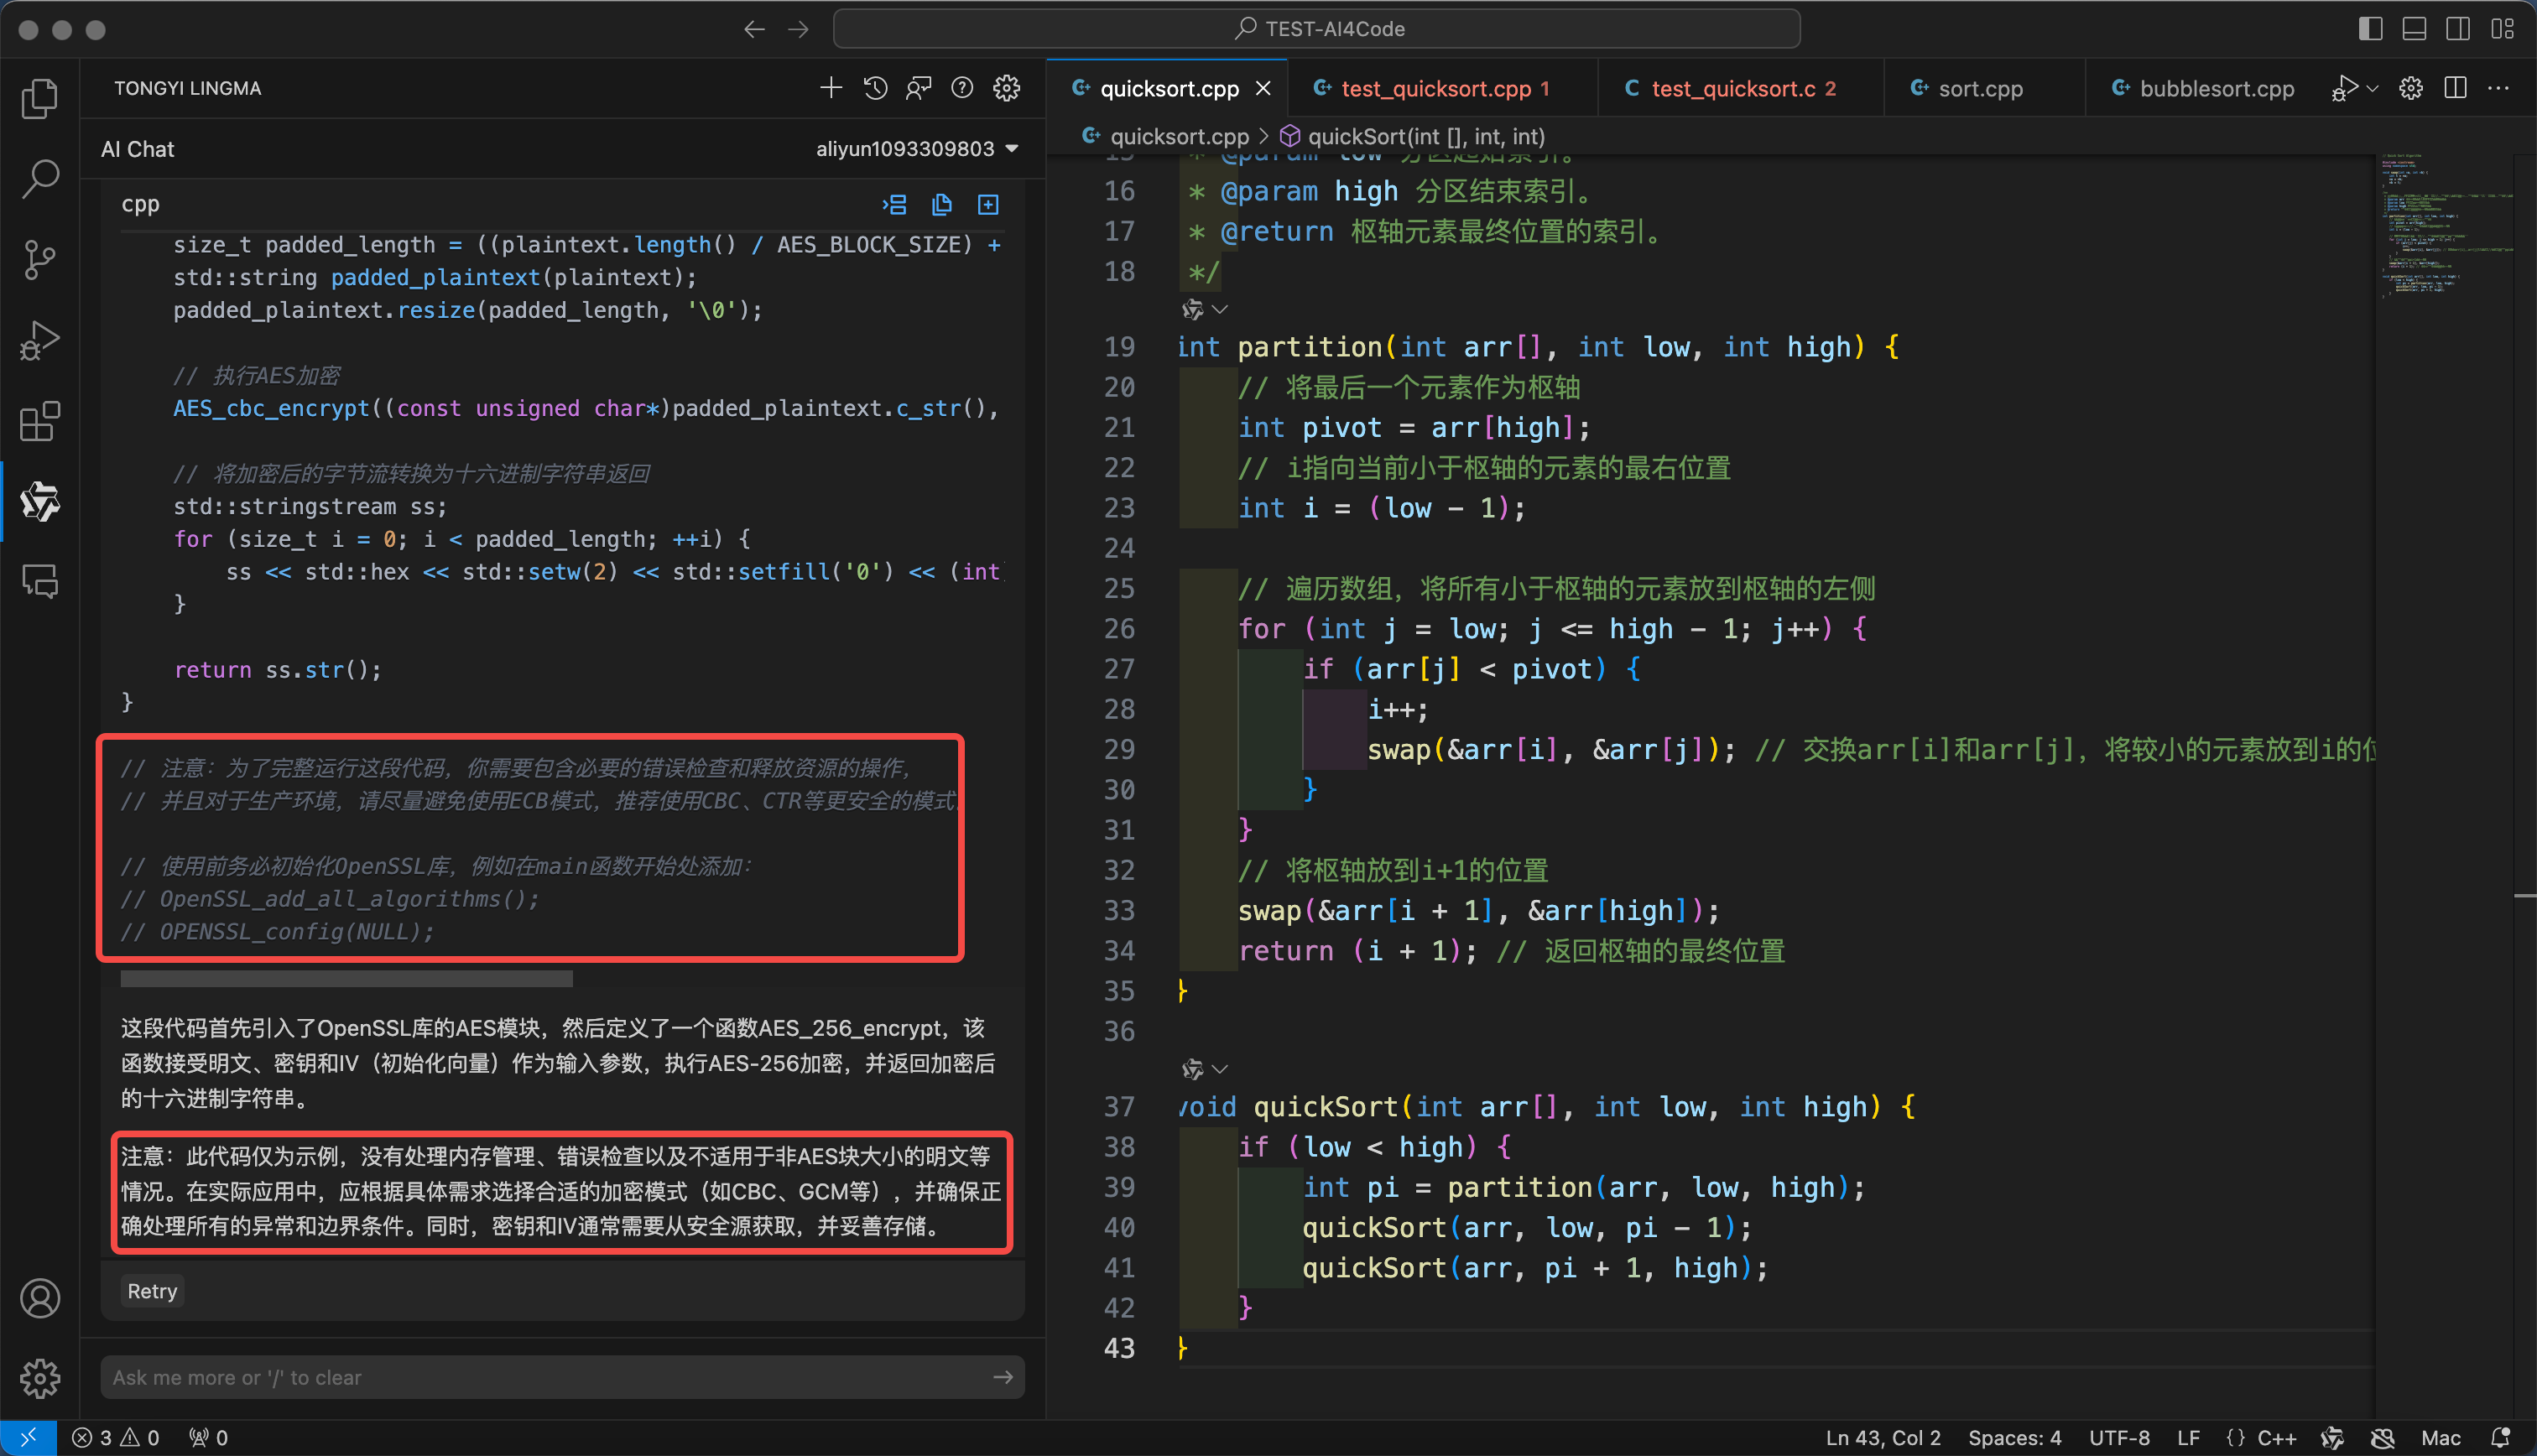 TEST-AI4Code
TONGYI LINGMA
AI Chat
aliyun1093309803
cpp
size_t padded_length = ((plaintext.length() / AES_BLOCK_SIZE) +
std::string padded_plaintext(plaintext);
padded_plaintext.resize(padded_length, '\0');
// 执行AES加密
AES_cbc_encrypt((const unsigned char*)padded_plaintext.c_str(),
// 将加密后的字节流转换为十六进制字符串返回
std::stringstream ss;
for (size_t i = 0; i < padded_length; ++i) {
ss << std::hex << std::setw(2) << std::setfill('0') << (int)
}
return ss.str();
}
// 注意：为了完整运行这段代码，你需要包含必要的错误检查和释放资源的操作，
// 并且对于生产环境，请尽量避免使用ECB模式，推荐使用CBC、CTR等更安全的模式。
// 使用前务必初始化OpenSSL库，例如在main函数开始处添加：
// OpenSSL_add_all_algorithms();
// OPENSSL_config(NULL);
这段代码首先引入了OpenSSL库的AES模块，然后定义了一个函数AES_256_encrypt，该
函数接受明文、密钥和IV（初始化向量）作为输入参数，执行AES-256加密，并返回加密后
的十六进制字符串。
注意：此代码仅为示例，没有处理内存管理、错误检查以及不适用于非AES块大小的明文等
情况。在实际应用中，应根据具体需求选择合适的加密模式（如CBC、GCM等），并确保正
确处理所有的异常和边界条件。同时，密钥和IV通常需要从安全源获取，并妥善存储。
Retry
Ask me more or '/' to clear
quicksort.cpp
test_quicksort.cpp 1
test_quicksort.c 2
sort.cpp
bubblesort.cpp
quicksort.cpp > quickSort(int [], int, int)
15 * @param low 分区起始索引。
16 * @param high 分区结束索引。
17 * @return 枢轴元素最终位置的索引。
18 */
19 int partition(int arr[], int low, int high) {
20 // 将最后一个元素作为枢轴
21 int pivot = arr[high];
22 // i指向当前小于枢轴的元素的最右位置
23 int i = (low - 1);
24
25 // 遍历数组，将所有小于枢轴的元素放到枢轴的左侧
26 for (int j = low; j <= high - 1; j++) {
27 if (arr[j] < pivot) {
28 i++;
29 swap(&arr[i], &arr[j]); // 交换arr[i]和arr[j]，将较小的元素放到i的位
30 }
31 }
32 // 将枢轴放到i+1的位置
33 swap(&arr[i + 1], &arr[high]);
34 return (i + 1); // 返回枢轴的最终位置
35 }
36
37 void quickSort(int arr[], int low, int high) {
38 if (low < high) {
39 int pi = partition(arr, low, high);
40 quickSort(arr, low, pi - 1);
41 quickSort(arr, pi + 1, high);
42 }
43 }
3 0 0
Ln 43, Col 2 Spaces: 4 UTF-8 LF {} C++ Mac